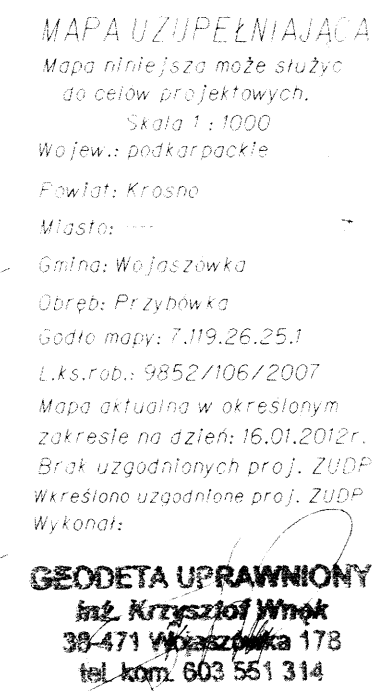 MAPA UZUPEŁNIAJĄCA
Mapa niniejsza może służyć
do celów projektowych.
Skala 1 : 1000
Wojew.: podkarpackie
Powiat: Krosno
Miasto: ----
Gmina: Wojaszówka
Obręb: Przybówka
Godło mapy: 7.119.26.25.1
L.ks.rob.: 9852/106/2007
Mapa aktualna w określonym
zakresie na dzień: 16.01.2012r.
Brak uzgodnionych proj. ZUDP
Wkreślono uzgodnione proj. ZUDP
Wykonał:
GEODETA UPRAWNIONY
inż. Krzysztof Wnęk
38-471 Wojaszówka 178
tel. kom. 603 551 314